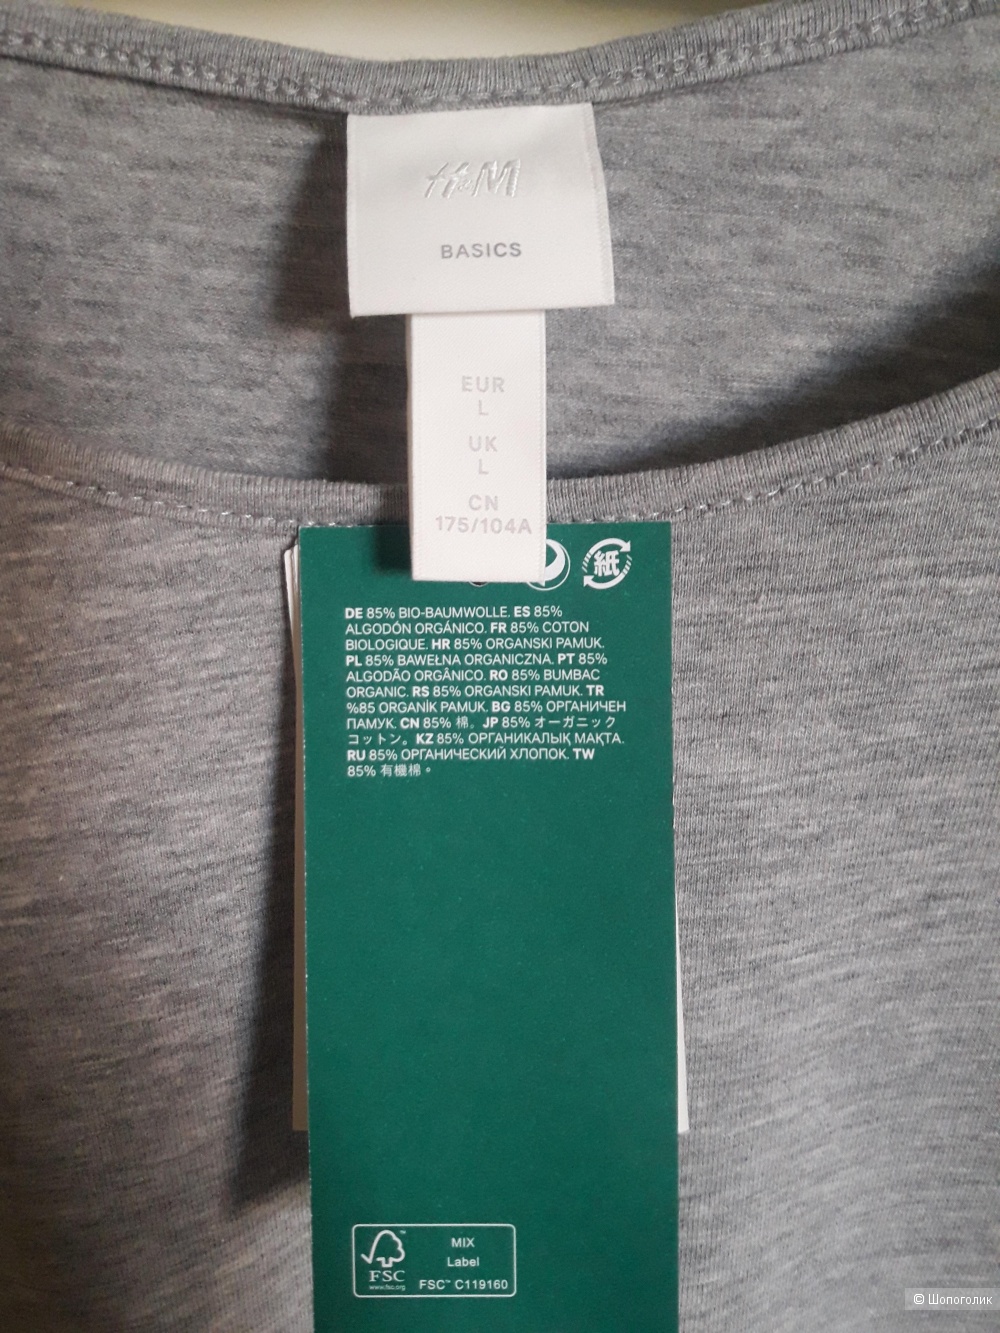 H&M
BASICS
EUR
L
UK
L
CN
175/104A
紙
DE 85% BIO-BAUMWOLLE. ES 85%
ALGODÓN ORGÁNICO. FR 85% COTON
BIOLOGIQUE. HR 85% ORGANSKI PAMUK.
PL 85% BAWEŁNA ORGANICZNA. PT 85%
ALGODÃO ORGÂNICO. RO 85% BUMBAC
ORGANIC. RS 85% ORGANSKI PAMUK. TR
%85 ORGANİK PAMUK. BG 85% ОРГАНИЧЕН
ПАМУК. CN 85% 棉。JP 85% オーガニック
コットン。KZ 85% ОРГАНИКАЛЫҚ МАҚТА.
RU 85% ОРГАНИЧЕСКИЙ ХЛОПОК. TW
85% 有機棉。
MIX
Label
FSC™ C119160
FSC
www.fsc.org
© Шопоголик